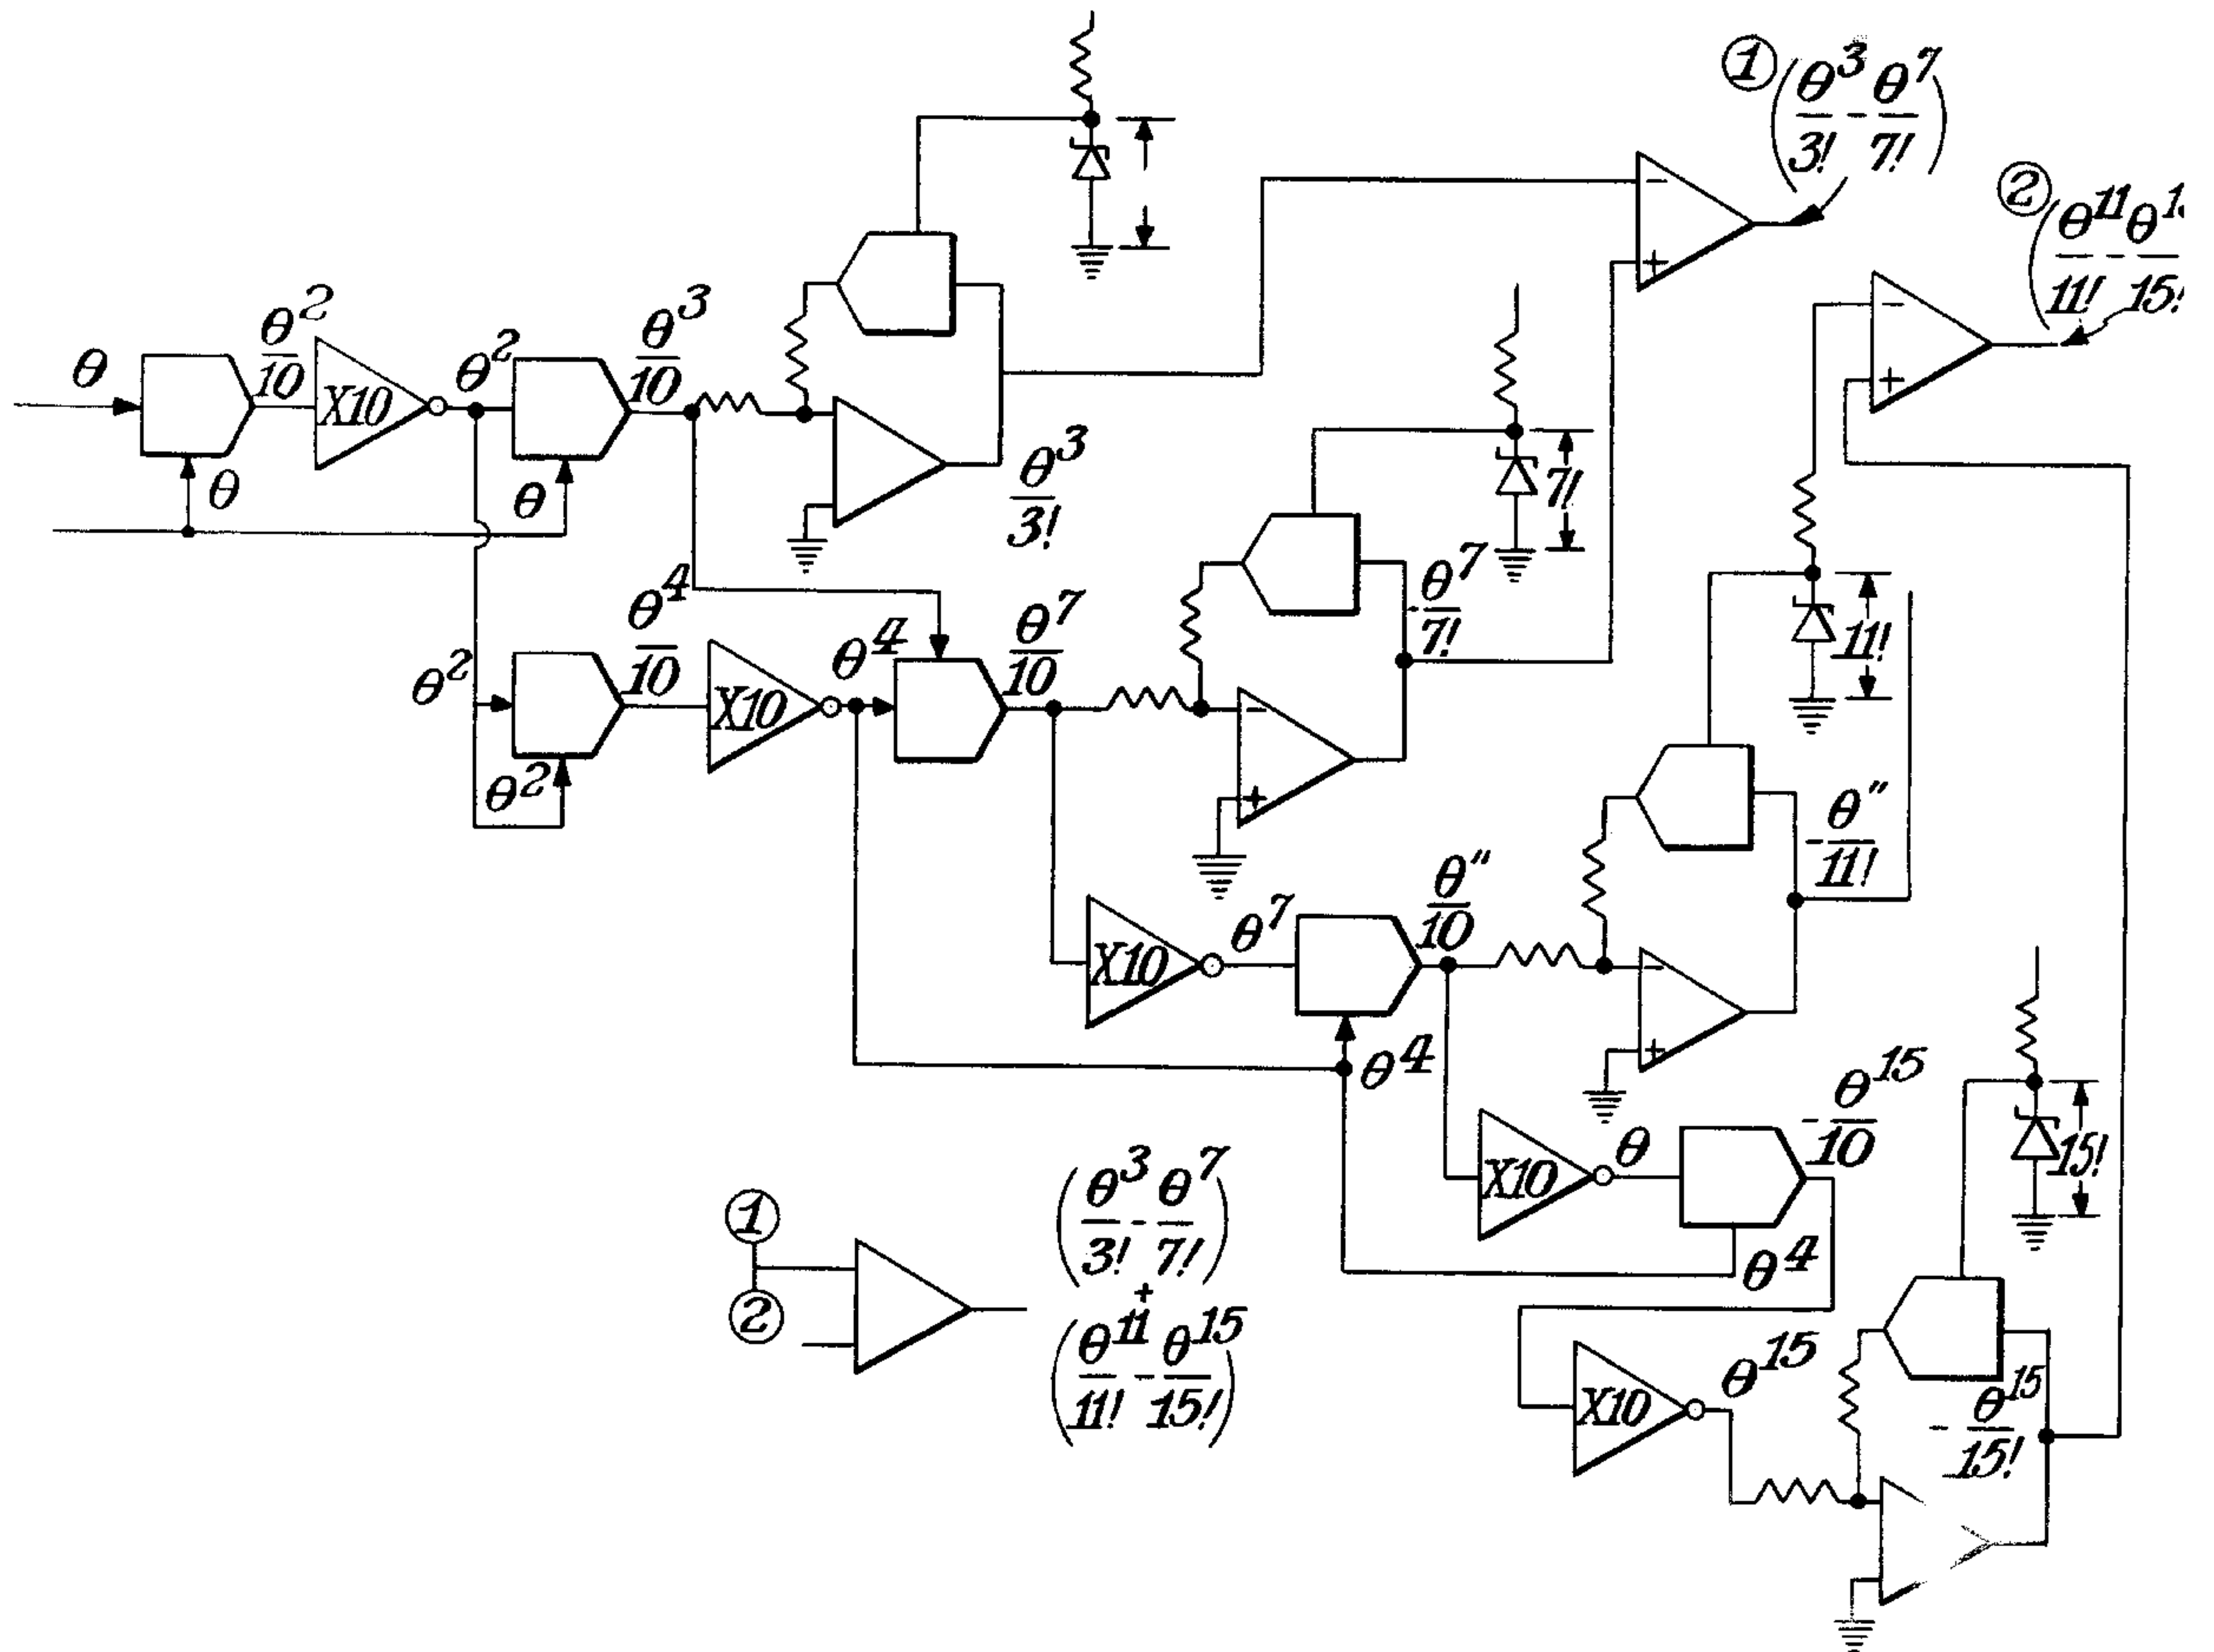 ① (θ³/3! - θ⁷/7!)
② (θ¹¹/11! - θ¹/15!
θ
θ²/10
X10
θ²
θ³/10
θ
θ
θ³/3!
7!
-θ⁷/7!
θ²
θ²
θ⁴/10
X10
θ⁴
θ⁷/10
11!
-θ"/11!
X10
θ⁷
θ"/10
θ⁴
X10
θ
-θ¹⁵/10
θ⁴
15!
①
②
(θ³/3! - θ⁷/7!)
+
(θ¹¹/11! - θ¹⁵/15!)
X10
θ¹⁵
-θ¹⁵/15!
-
+
-
+
-
+
-
+